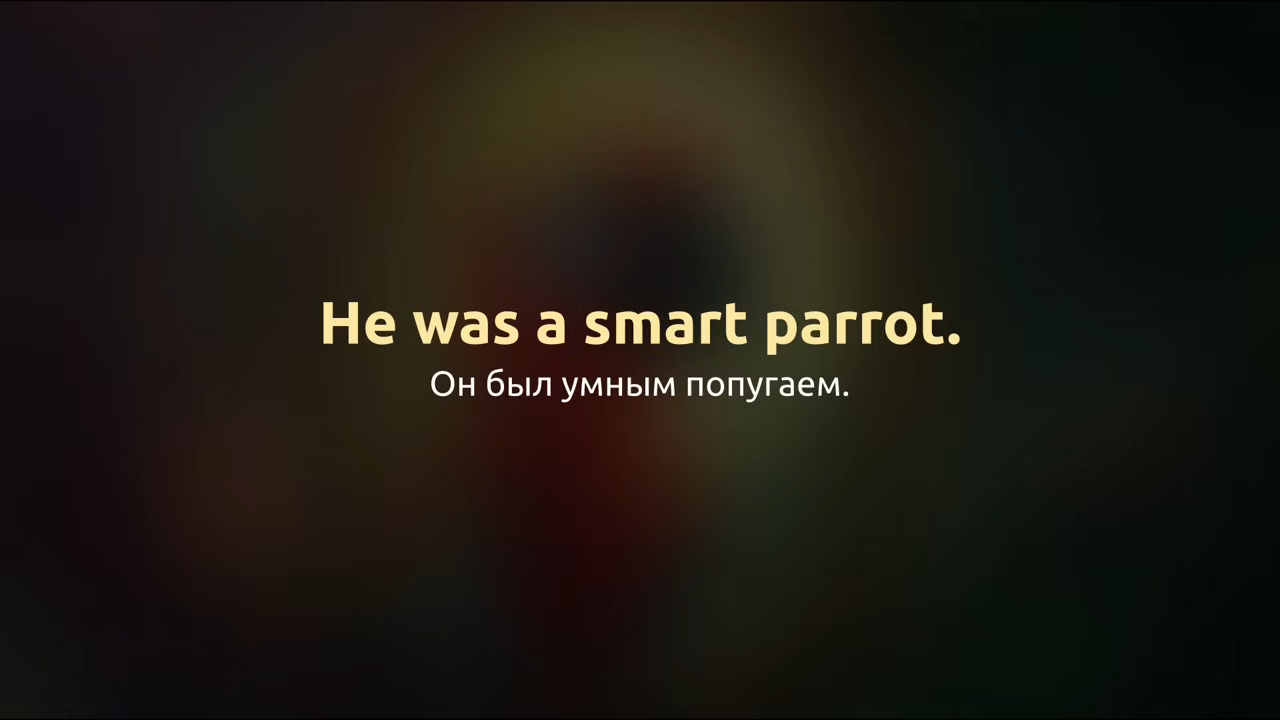 He was a smart parrot.
Он был умным попугаем.